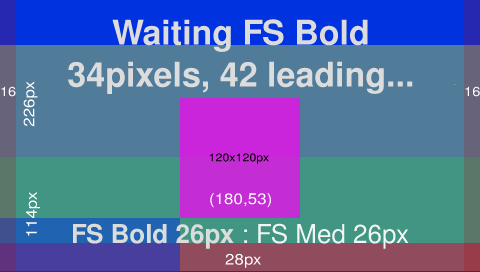 Waiting FS Bold
34pixels, 42 leading...
16
16
226px
120x120px
(180,53)
114px
FS Bold 26px : FS Med 26px
28px